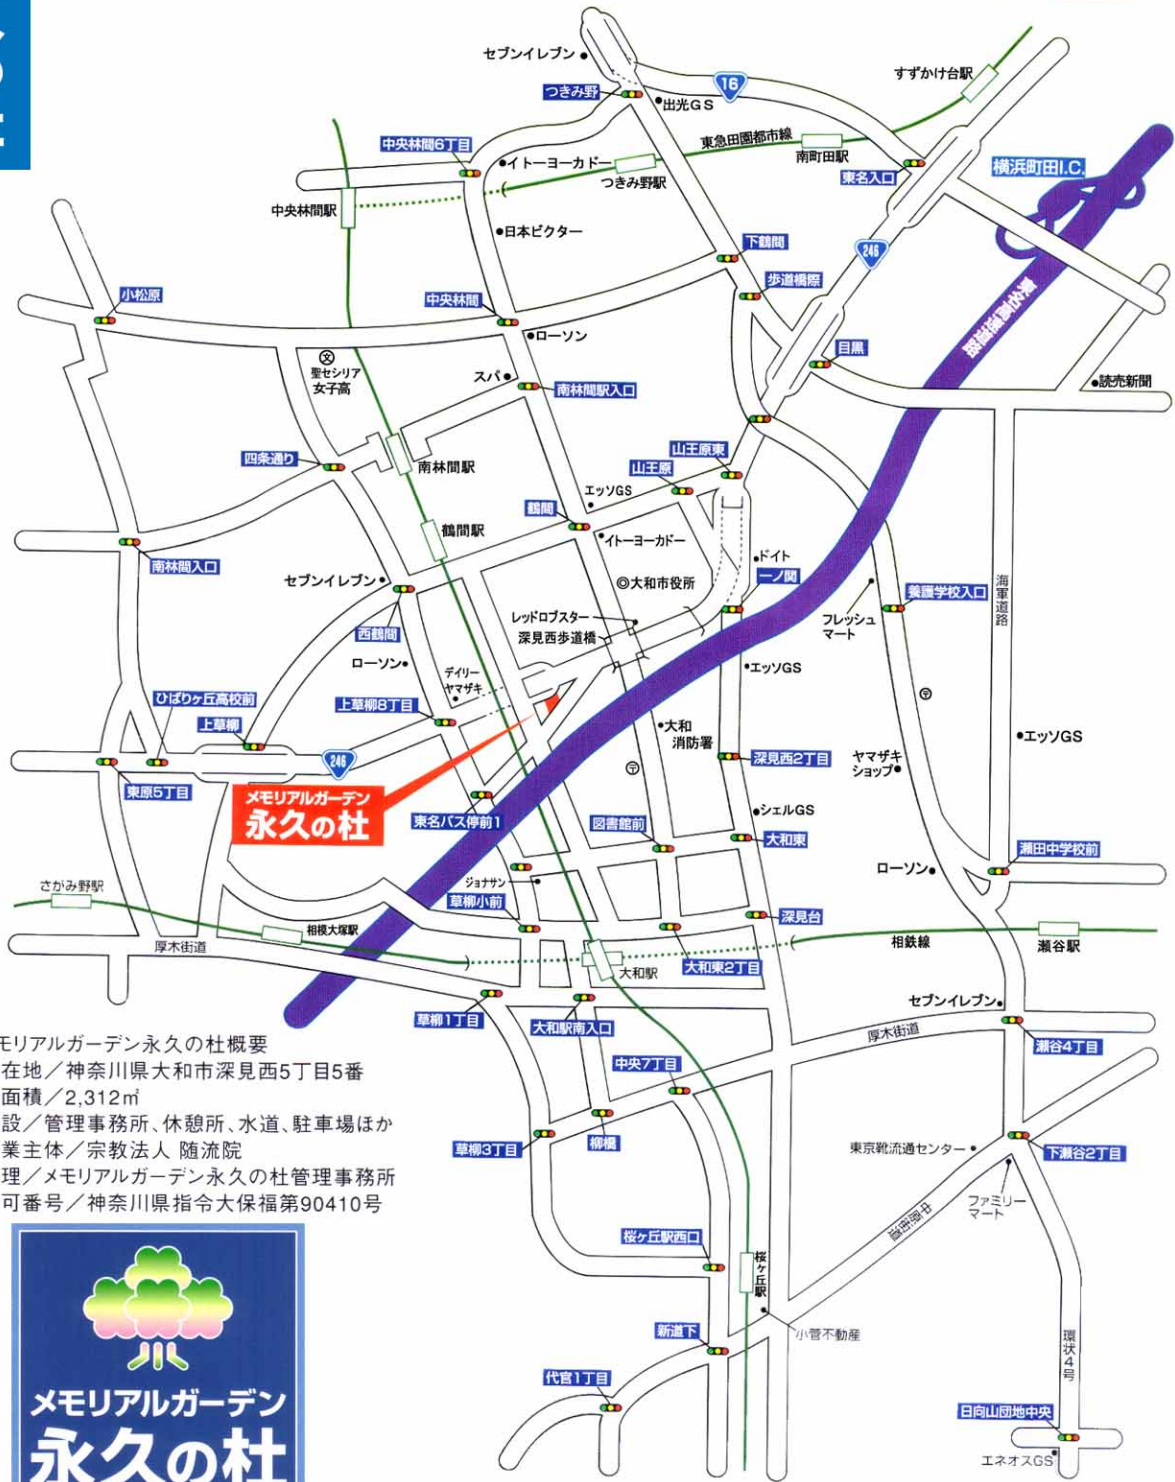 セブンイレブン
16
すずかけ台駅
つきみ野
出光GS
東急田園都市線
南町田駅
中央林間6丁目
イトーヨーカドー
つきみ野駅
東名入口
横浜町田I.C.
中央林間駅
日本ビクター
下鶴間
246
歩道橋際
小松原
中央林間
ローソン
東名高速道路
目黒
文
聖セシリア
女子高
スパ
南林間駅入口
読売新聞
四条通り
南林間駅
山王原東
山王原
エッソGS
鶴間
鶴間駅
イトーヨーカドー
ドイト
南林間入口
セブンイレブン
大和市役所
一ノ関
海軍道路
養護学校入口
フレッシュ
マート
レッドロブスター
深見西歩道橋
西鶴間
ローソン
デイリー
ヤマザキ
エッソGS
ひばりヶ丘高校前
上草柳8丁目
上草柳
大和
消防署
エッソGS
246
深見西2丁目
ヤマザキ
ショップ
東原5丁目
メモリアルガーデン
永久の杜
東名バス停前1
図書館前
シェルGS
大和東
瀬田中学校前
ローソン
さがみ野駅
ジョナサン
草柳小前
深見台
相模大塚駅
厚木街道
相鉄線
瀬谷駅
大和駅
大和東2丁目
セブンイレブン
草柳1丁目
大和駅南入口
厚木街道
瀬谷4丁目
モリアルガーデン永久の杜概要
在地／神奈川県大和市深見西5丁目5番
面積／2,312㎡
設／管理事務所、休憩所、水道、駐車場ほか
業主体／宗教法人 随流院
理／メモリアルガーデン永久の杜管理事務所
可番号／神奈川県指令大保福第90410号
中央7丁目
柳橋
草柳3丁目
東京靴流通センター
下瀬谷2丁目
ファミリー
マート
中原街道
桜ヶ丘駅西口
桜ヶ丘駅
新道下
小菅不動産
環状4号
代官1丁目
日向山団地中央
エネオスGS
メモリアルガーデン
永久の杜